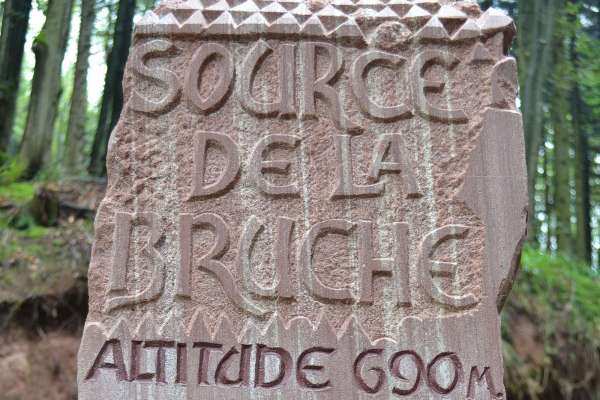 SOURCE
DE LA
BRUCHE
ALTITUDE 690 M.